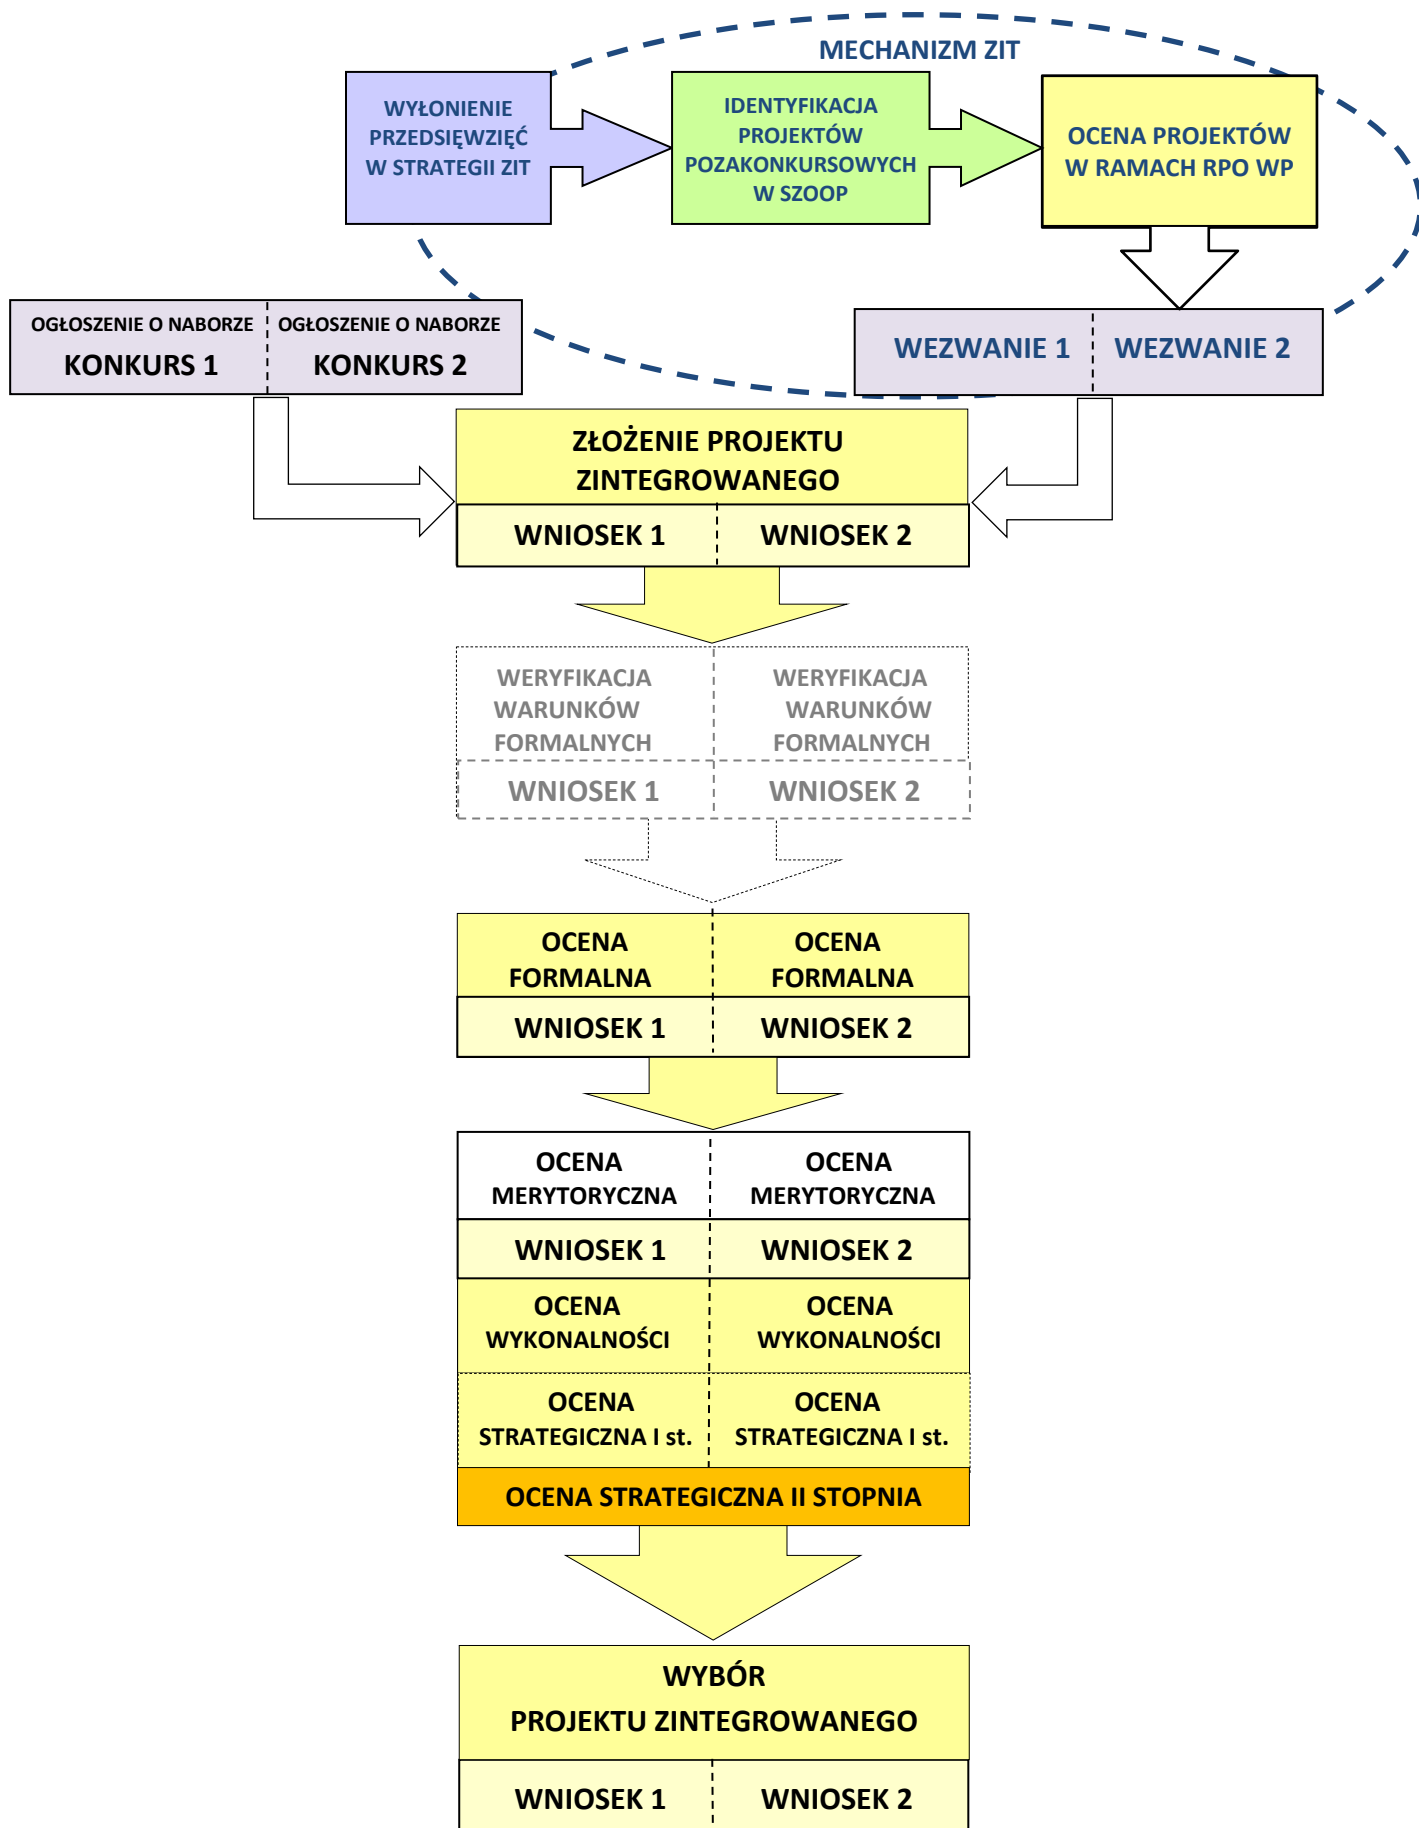 MECHANIZM ZIT
WYŁONIENIE
PRZEDSIĘWZIĘĆ
W STRATEGII ZIT
IDENTYFIKACJA
PROJEKTÓW
POZAKONKURSOWYCH
W SZOOP
OCENA PROJEKTÓW
W RAMACH RPO WP
OGŁOSZENIE O NABORZE
KONKURS 1
OGŁOSZENIE O NABORZE
KONKURS 2
WEZWANIE 1
WEZWANIE 2
ZŁOŻENIE PROJEKTU
ZINTEGROWANEGO
WNIOSEK 1
WNIOSEK 2
WERYFIKACJA
WARUNKÓW
FORMALNYCH
WERYFIKACJA
WARUNKÓW
FORMALNYCH
WNIOSEK 1
WNIOSEK 2
OCENA
FORMALNA
OCENA
FORMALNA
WNIOSEK 1
WNIOSEK 2
OCENA
MERYTORYCZNA
OCENA
MERYTORYCZNA
WNIOSEK 1
WNIOSEK 2
OCENA
WYKONALNOŚCI
OCENA
WYKONALNOŚCI
OCENA
STRATEGICZNA I st.
OCENA
STRATEGICZNA I st.
OCENA STRATEGICZNA II STOPNIA
WYBÓR
PROJEKTU ZINTEGROWANEGO
WNIOSEK 1
WNIOSEK 2